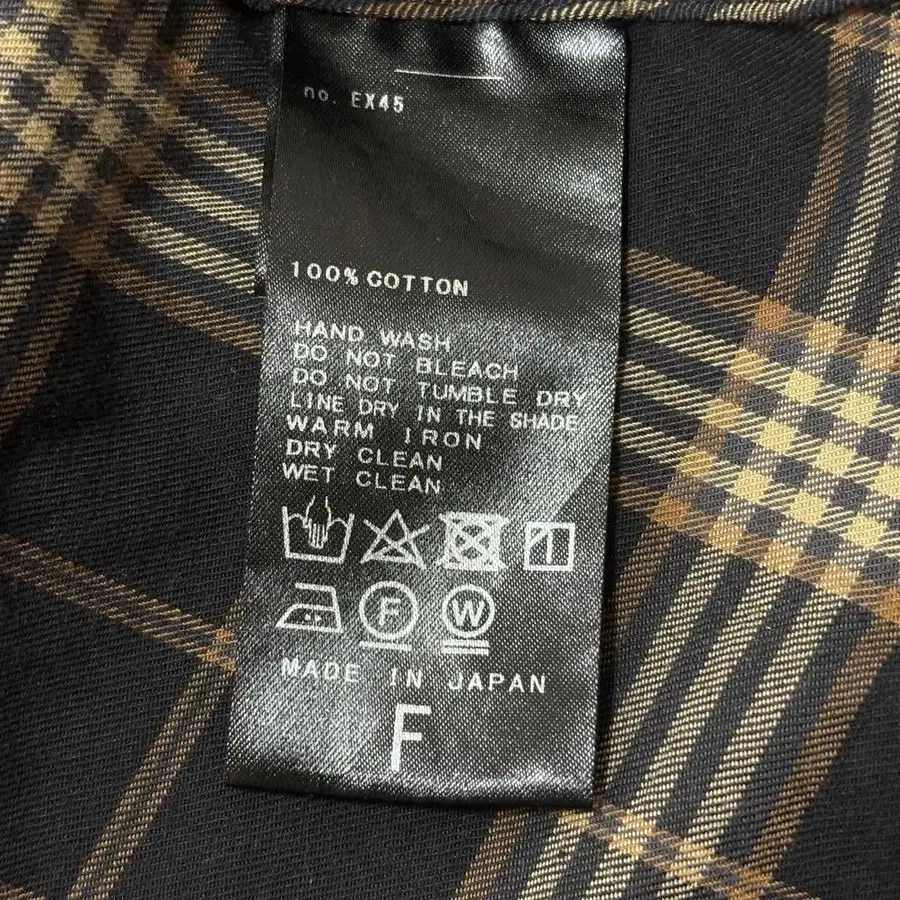 no. EX45
100% COTTON
HAND WASH
DO NOT BLEACH
DO NOT TUMBLE DRY
LINE DRY IN THE SHADE
WARM IRON
DRY CLEAN
WET CLEAN
F W
MADE IN JAPAN
F